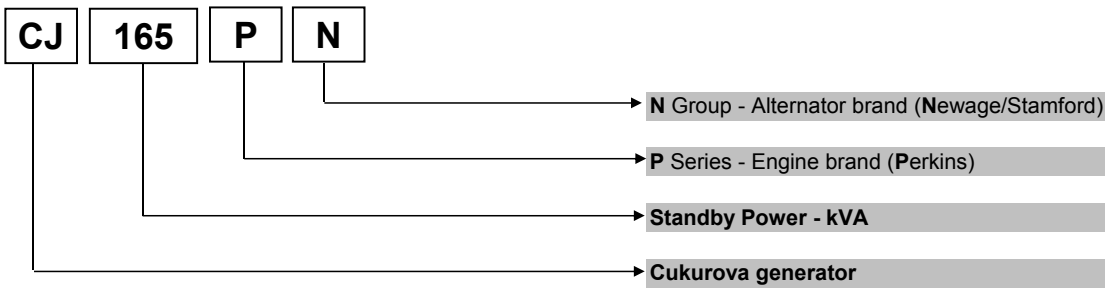 CJ 165 P N
N Group - Alternator brand (Newage/Stamford)
P Series - Engine brand (Perkins)
Standby Power - kVA
Cukurova generator